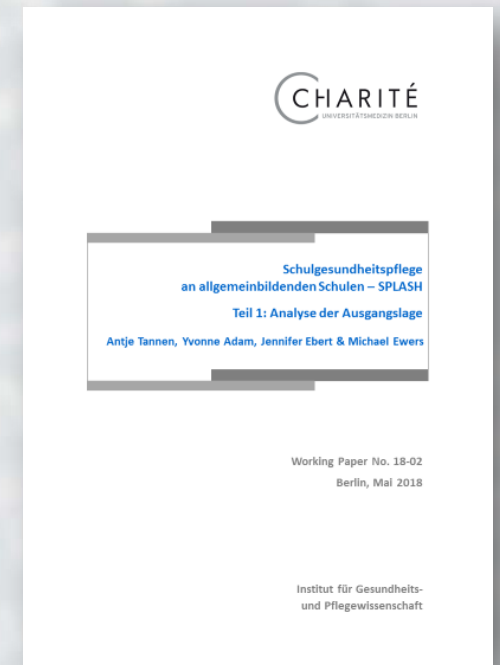 CHARITÉ
UNIVERSITÄTSMEDIZIN BERLIN
Schulgesundheitspflege
an allgemeinbildenden Schulen – SPLASH
Teil 1: Analyse der Ausgangslage
Antje Tannen, Yvonne Adam, Jennifer Ebert & Michael Ewers
Working Paper No. 18-02
Berlin, Mai 2018
Institut für Gesundheits-
und Pflegewissenschaft